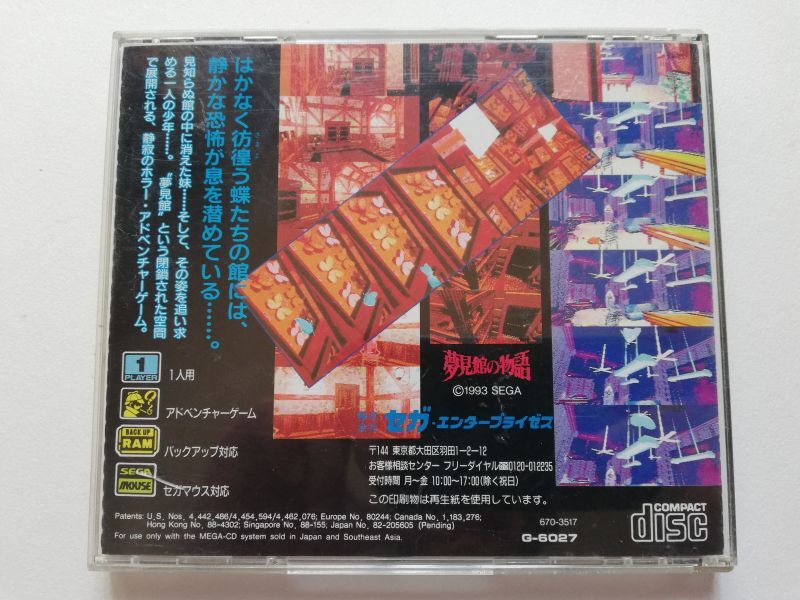 はかなく彷徨う蝶たちの館には、
静かな恐怖が息を潜めている……。
見知らぬ館の中に消えた妹……そして、その姿を追い求
める一人の少年……。“夢見館”という閉鎖された空間
で展開される、静寂のホラー・アドベンチャーゲーム。
1
PLAYER
1人用
アドベンチャーゲーム
BACK UP
RAM
バックアップ対応
SEGA
MOUSE
セガマウス対応
夢見館の物語
©1993 SEGA
株式会社 セガ・エンタープライゼス
〒144 東京都大田区羽田1-2-12
お客様相談センター フリーダイヤル 0120-012235
受付時間 月〜金 10:00〜17:00(除く祝日)
この印刷物は再生紙を使用しています。
Patents: U.S. Nos. 4,442,486/4,454,594/4,462,076; Europe No. 80244; Canada No. 1,183,276;
Hong Kong No. 88-4302; Singapore No. 88-155; Japan No. 82-205605 (Pending)
For use only with the MEGA-CD system sold in Japan and Southeast Asia.
670-3517
G-6027
COMPACT
disc